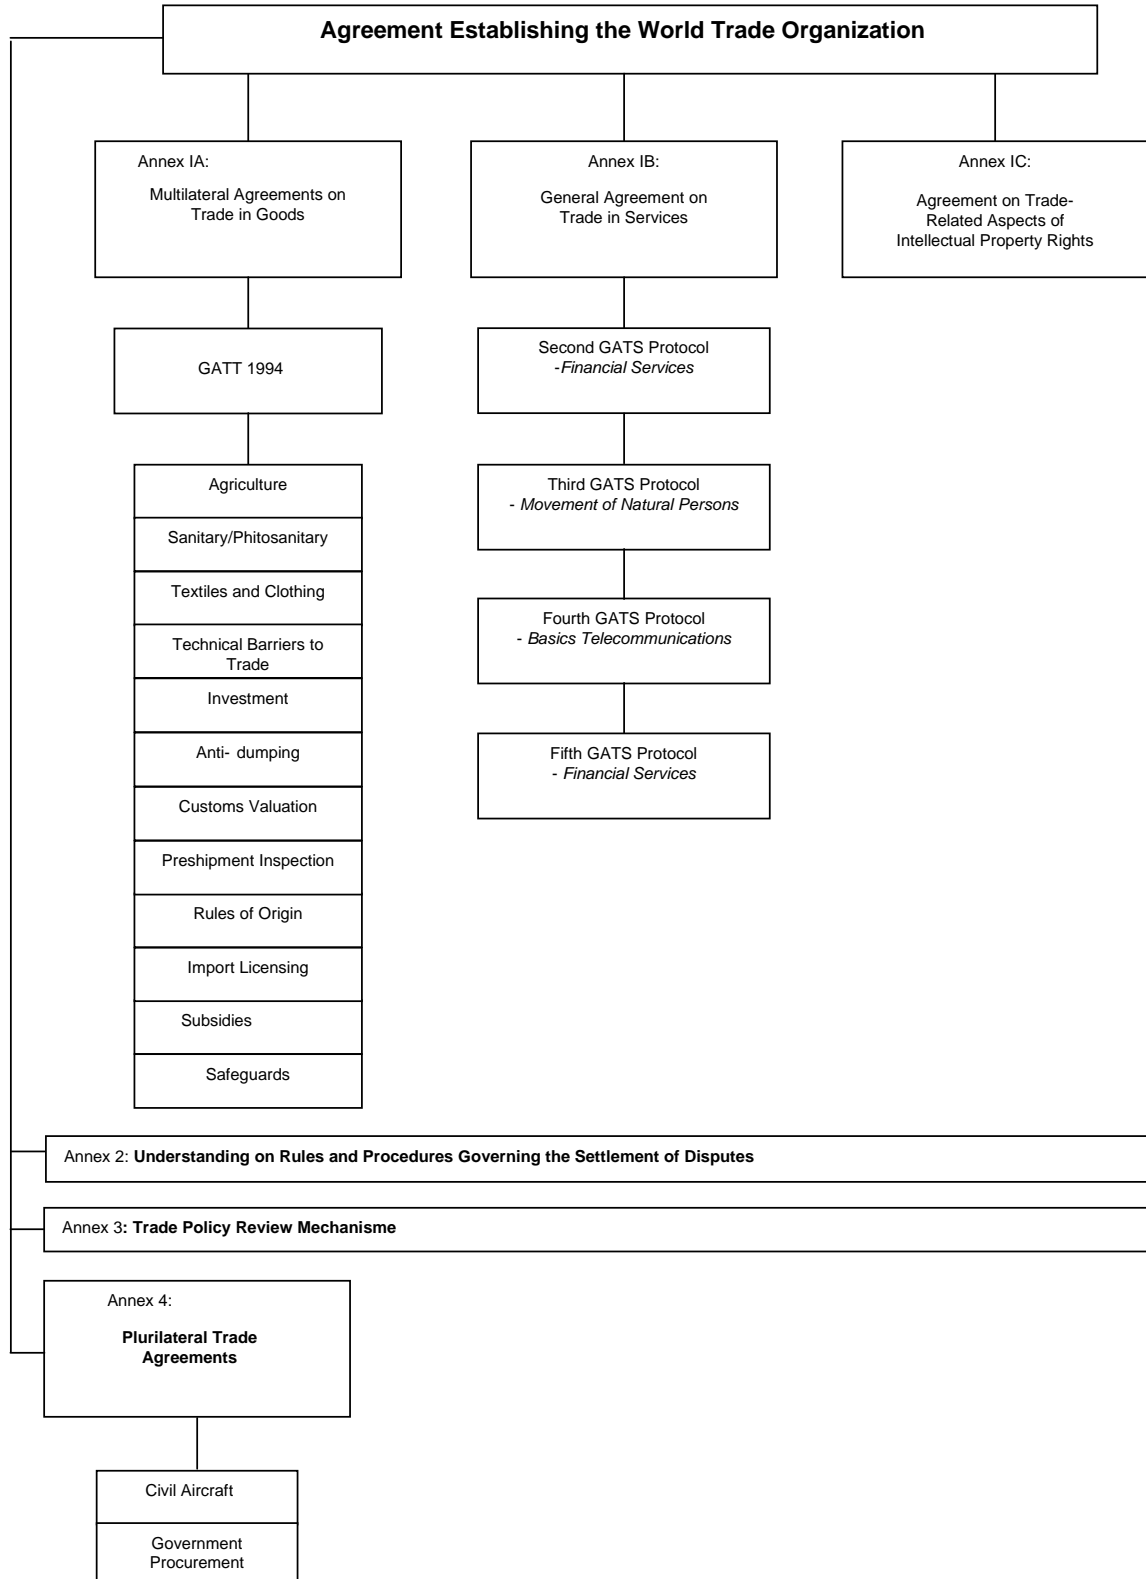 Agreement Establishing the World Trade Organization
Annex IA:
Multilateral Agreements on
Trade in Goods
Annex IB:
General Agreement on
Trade in Services
Annex IC:
Agreement on Trade-
Related Aspects of
Intellectual Property Rights
GATT 1994
Second GATS Protocol
-Financial Services
Agriculture
Sanitary/Phitosanitary
Textiles and Clothing
Technical Barriers to
Trade
Investment
Anti- dumping
Customs Valuation
Preshipment Inspection
Rules of Origin
Import Licensing
Subsidies
Safeguards
Third GATS Protocol
- Movement of Natural Persons
Fourth GATS Protocol
- Basics Telecommunications
Fifth GATS Protocol
- Financial Services
Annex 2: Understanding on Rules and Procedures Governing the Settlement of Disputes
Annex 3: Trade Policy Review Mechanisme
Annex 4:
Plurilateral Trade
Agreements
Civil Aircraft
Government
Procurement